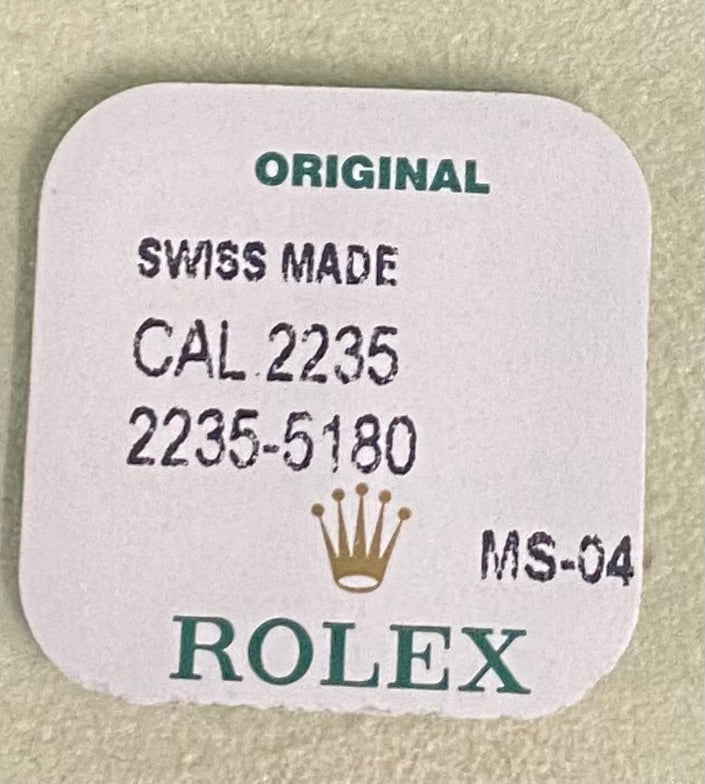 ORIGINAL
SWISS MADE
CAL.2235
2235-5180
MS-04
ROLEX